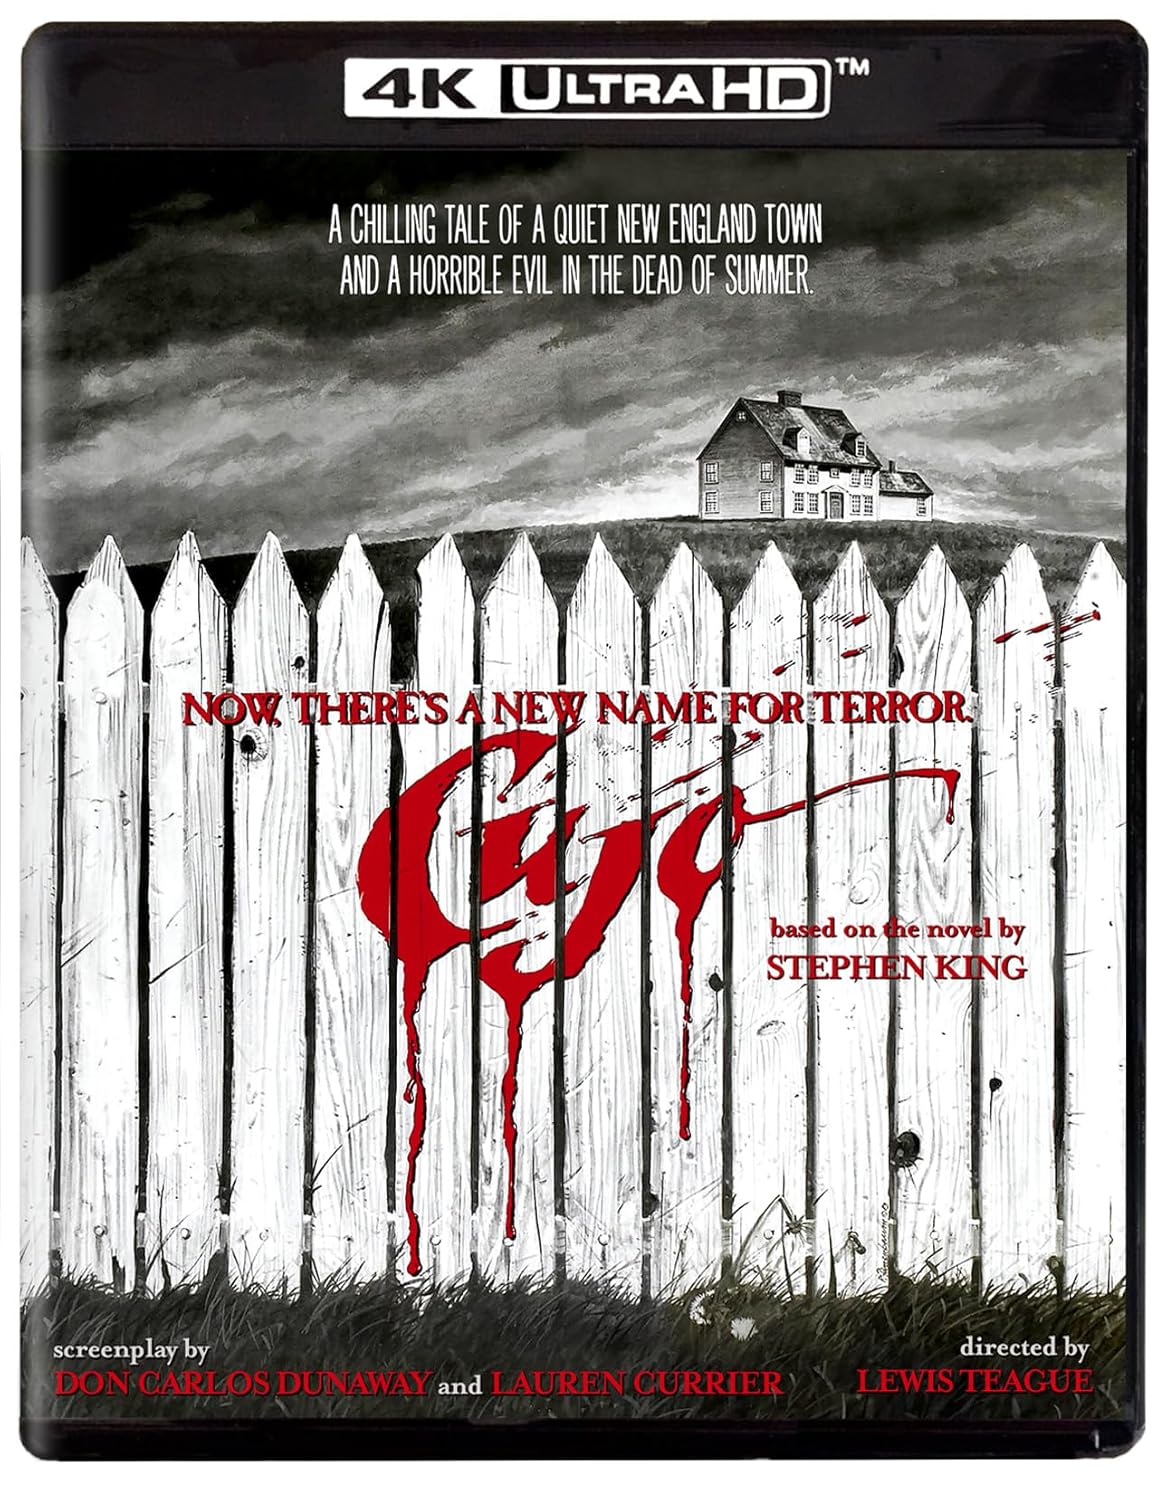 4K ULTRA HD™
A CHILLING TALE OF A QUIET NEW ENGLAND TOWN
AND A HORRIBLE EVIL IN THE DEAD OF SUMMER.
NOW, THERE'S A NEW NAME FOR TERROR.
Cujo
based on the novel by
STEPHEN KING
screenplay by
DON CARLOS DUNAWAY and LAUREN CURRIER
directed by
LEWIS TEAGUE